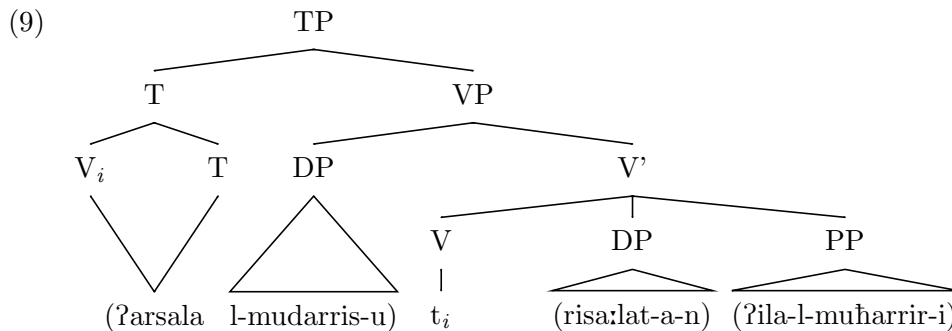 (9) TP
T VP
V_i T DP V'
V DP PP
(ʔarsala l-mudarris-u) t_i (risaːlat-a-n) (ʔila-l-muħarrir-i)